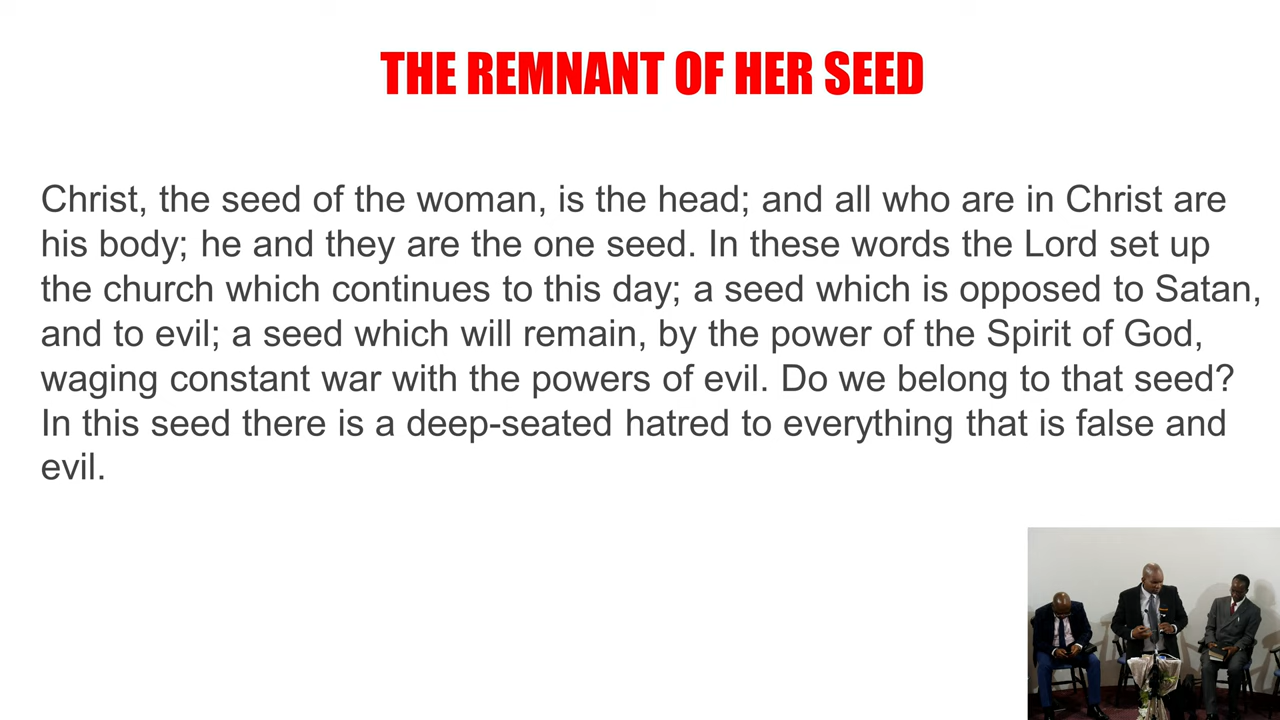 THE REMNANT OF HER SEED
Christ, the seed of the woman, is the head; and all who are in Christ are
his body; he and they are the one seed. In these words the Lord set up
the church which continues to this day; a seed which is opposed to Satan,
and to evil; a seed which will remain, by the power of the Spirit of God,
waging constant war with the powers of evil. Do we belong to that seed?
In this seed there is a deep-seated hatred to everything that is false and
evil.